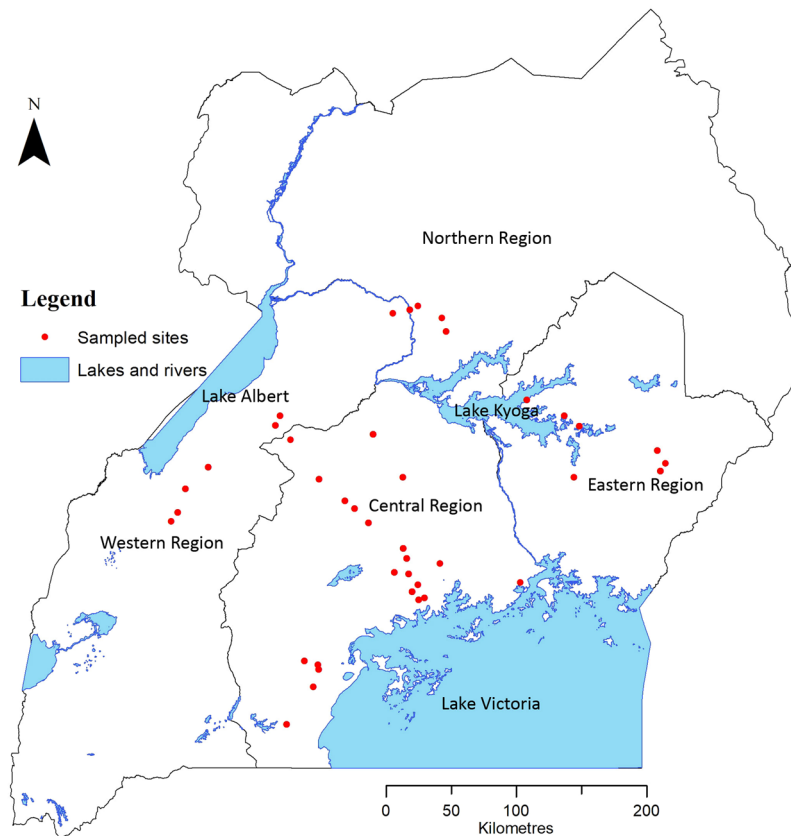 N
Northern Region
Legend
Sampled sites
Lakes and rivers
Lake Albert
Lake Kyoga
Eastern Region
Central Region
Western Region
Lake Victoria
0 50 100 200
Kilometres